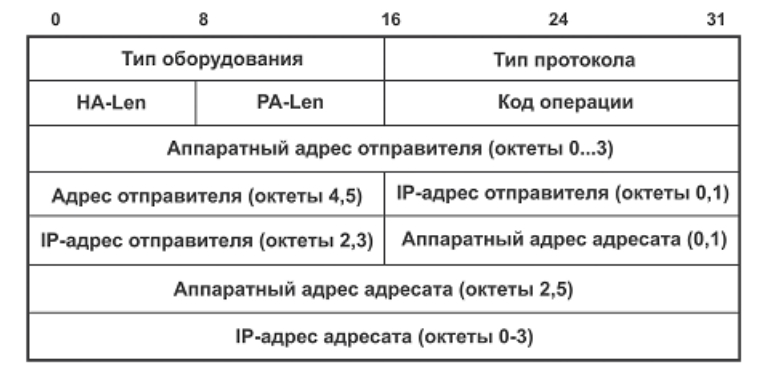 0 8 16 24 31
Тип оборудования Тип протокола
HA-Len PA-Len Код операции
Аппаратный адрес отправителя (октеты 0...3)
Адрес отправителя (октеты 4,5) IP-адрес отправителя (октеты 0,1)
IP-адрес отправителя (октеты 2,3) Аппаратный адрес адресата (0,1)
Аппаратный адрес адресата (октеты 2,5)
IP-адрес адресата (октеты 0-3)